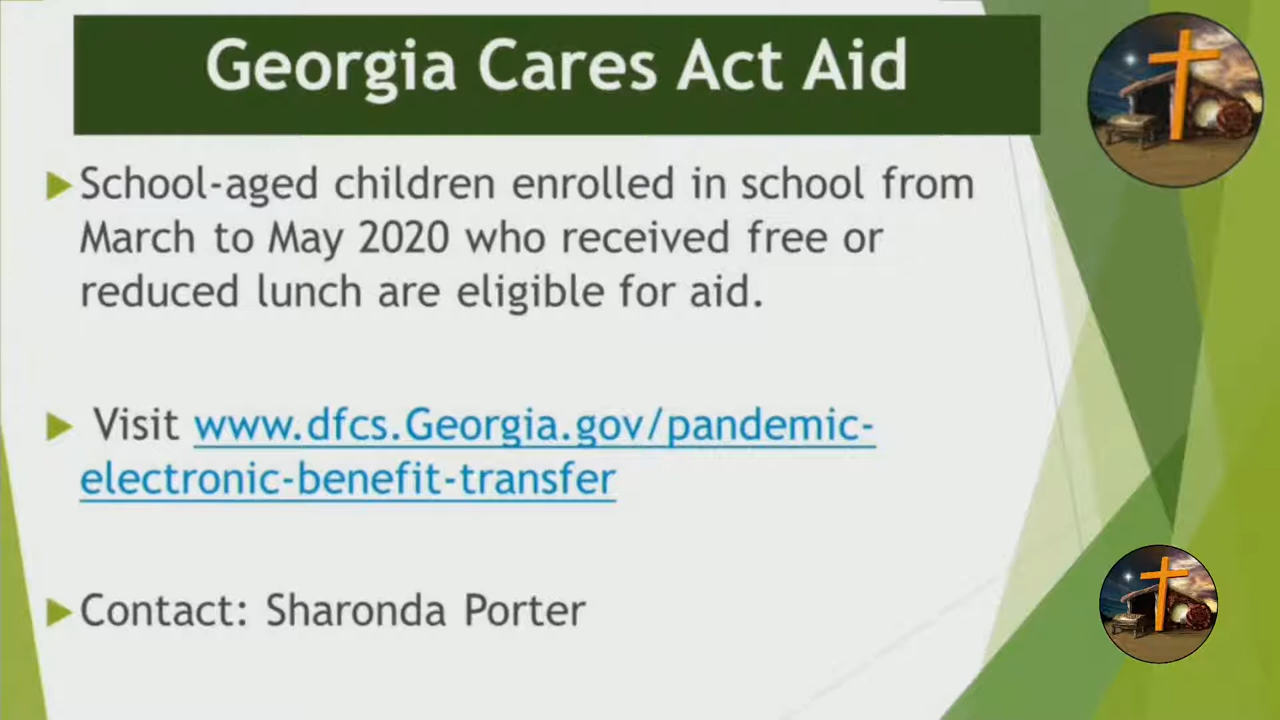 Georgia Cares Act Aid
School-aged children enrolled in school from
March to May 2020 who received free or
reduced lunch are eligible for aid.
Visit www.dfcs.Georgia.gov/pandemic-
electronic-benefit-transfer
Contact: Sharonda Porter